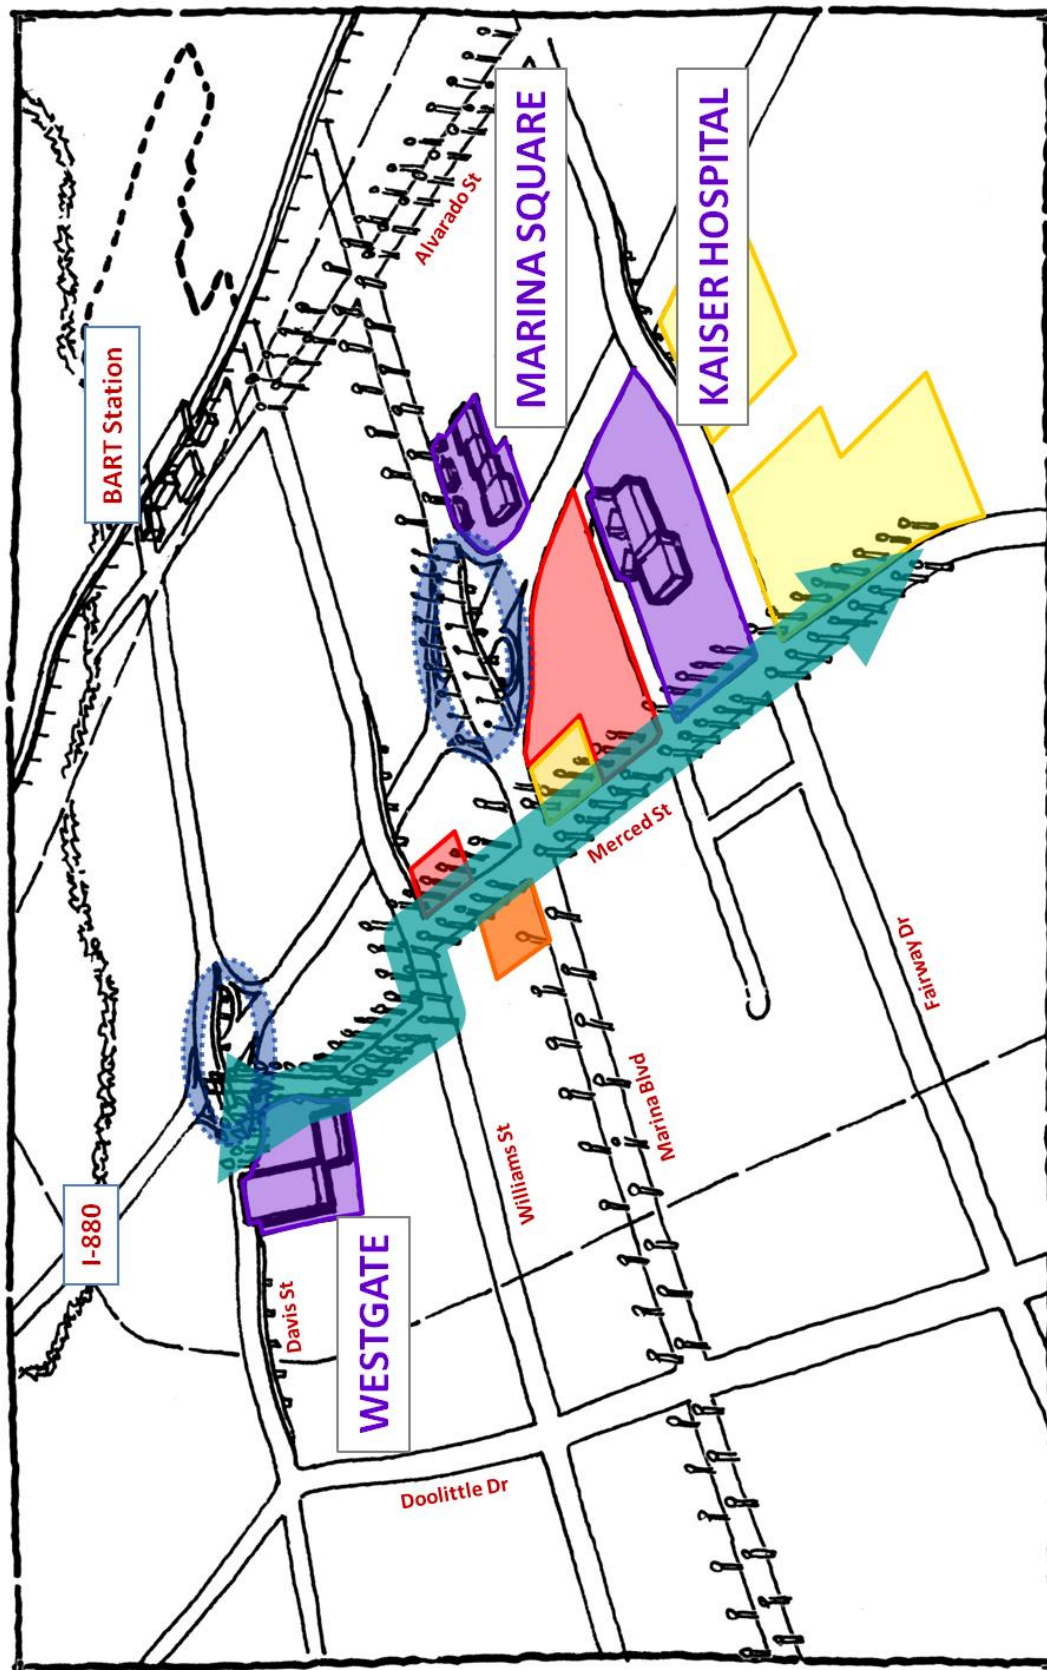 MARINA SQUARE
KAISER HOSPITAL
Alvarado St
BART Station
Merced St
Fairway Dr
Marina Blvd
Williams St
I-880
Davis St
WESTGATE
Doolittle Dr